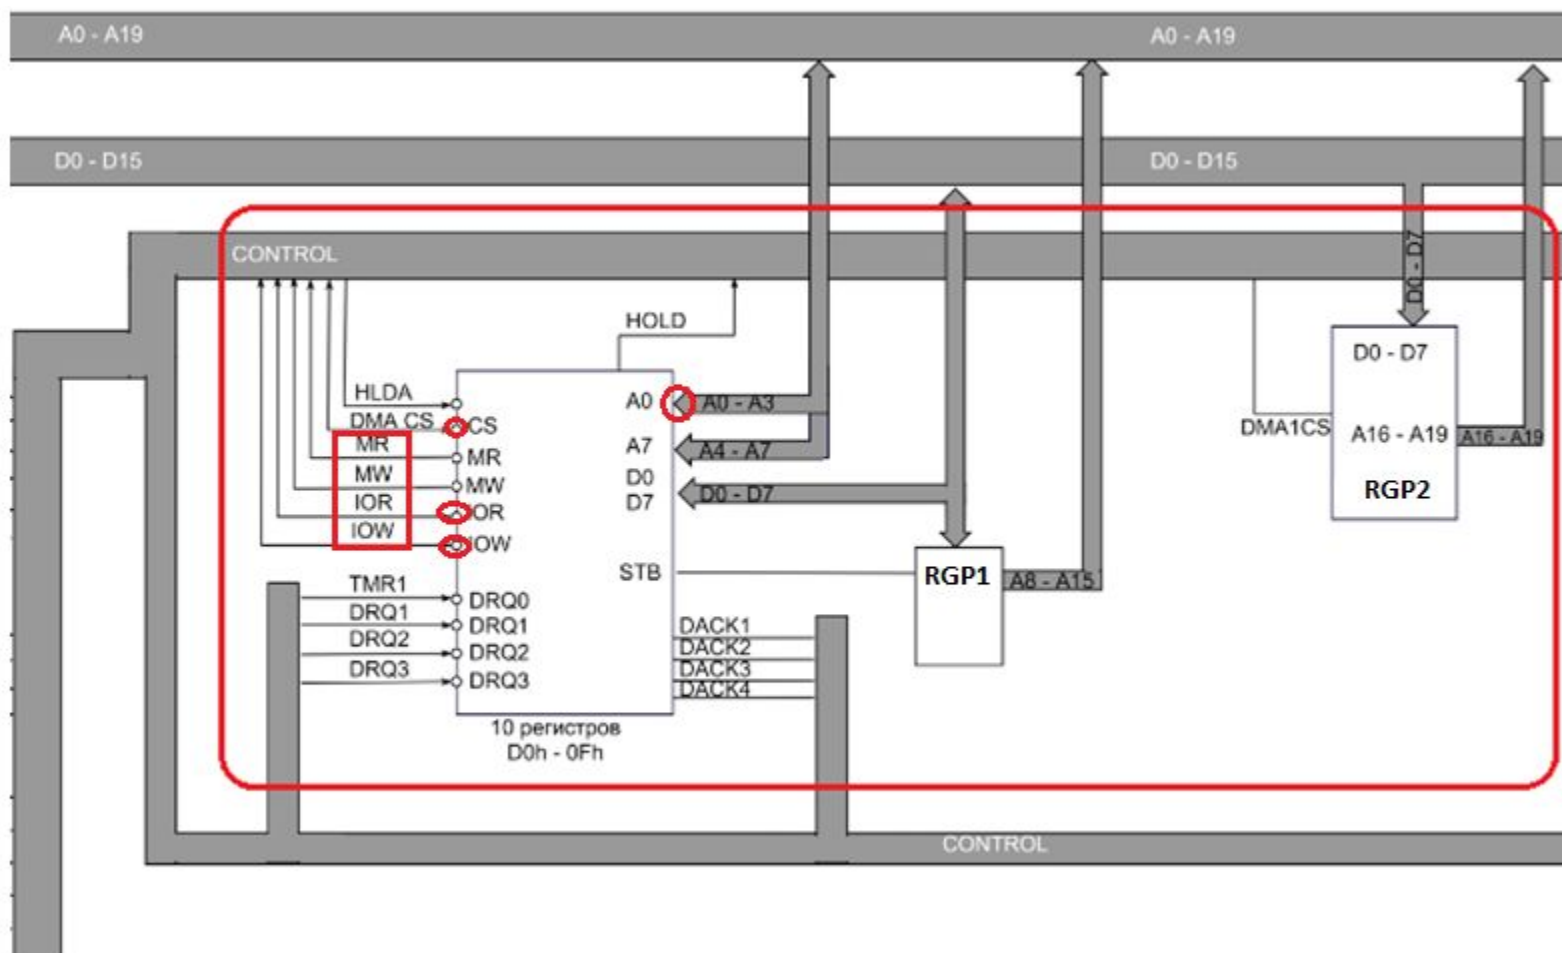 A0 - A19
A0 - A19
D0 - D15
D0 - D15
CONTROL
D0 - D7
HOLD
HLDA
DMA CS
MR
MW
IOR
IOW
CS
MR
MW
IOR
IOW
A0
A7
D0
D7
STB
A0 - A3
A4 - A7
D0 - D7
TMR1
DRQ1
DRQ2
DRQ3
DRQ0
DRQ1
DRQ2
DRQ3
DACK1
DACK2
DACK3
DACK4
10 регистров
D0h - 0Fh
RGP1
A8 - A15
DMA1CS
D0 - D7
A16 - A19
RGP2
A16 - A19
CONTROL